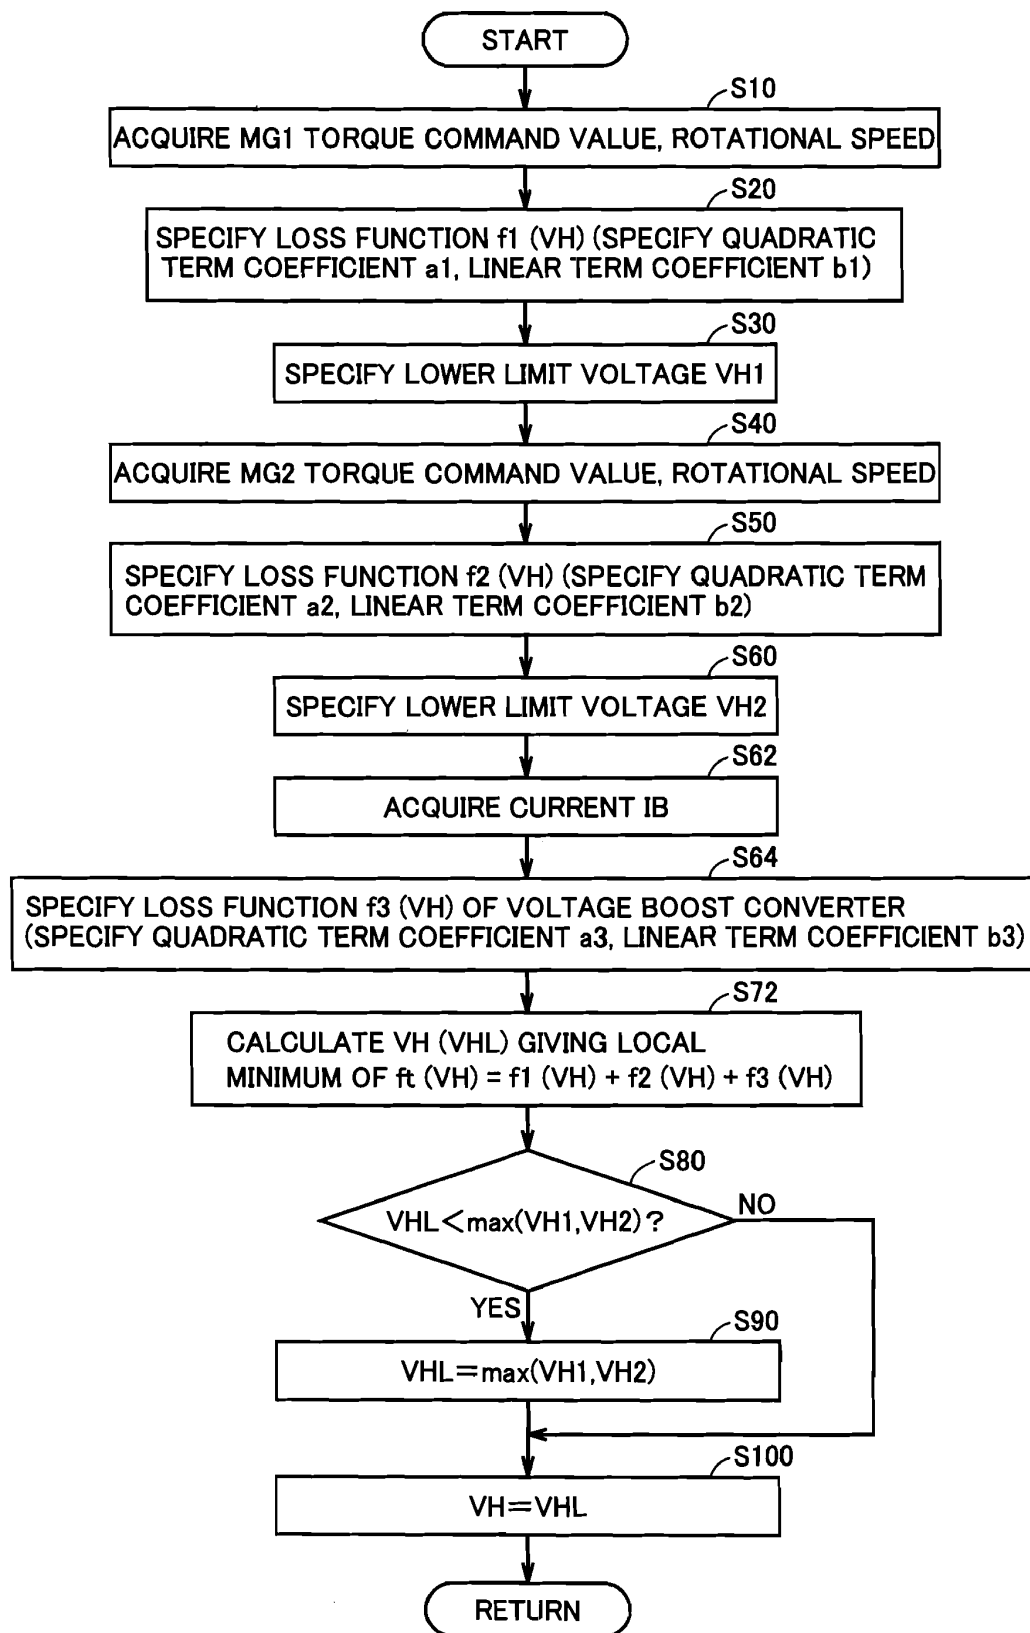 START
S10
ACQUIRE MG1 TORQUE COMMAND VALUE, ROTATIONAL SPEED
S20
SPECIFY LOSS FUNCTION f1 (VH) (SPECIFY QUADRATIC
TERM COEFFICIENT a1, LINEAR TERM COEFFICIENT b1)
S30
SPECIFY LOWER LIMIT VOLTAGE VH1
S40
ACQUIRE MG2 TORQUE COMMAND VALUE, ROTATIONAL SPEED
S50
SPECIFY LOSS FUNCTION f2 (VH) (SPECIFY QUADRATIC TERM
COEFFICIENT a2, LINEAR TERM COEFFICIENT b2)
S60
SPECIFY LOWER LIMIT VOLTAGE VH2
S62
ACQUIRE CURRENT IB
S64
SPECIFY LOSS FUNCTION f3 (VH) OF VOLTAGE BOOST CONVERTER
(SPECIFY QUADRATIC TERM COEFFICIENT a3, LINEAR TERM COEFFICIENT b3)
S72
CALCULATE VH (VHL) GIVING LOCAL
MINIMUM OF ft (VH) = f1 (VH) + f2 (VH) + f3 (VH)
S80
VHL<max(VH1,VH2)?
NO
YES
S90
VHL=max(VH1,VH2)
S100
VH=VHL
RETURN